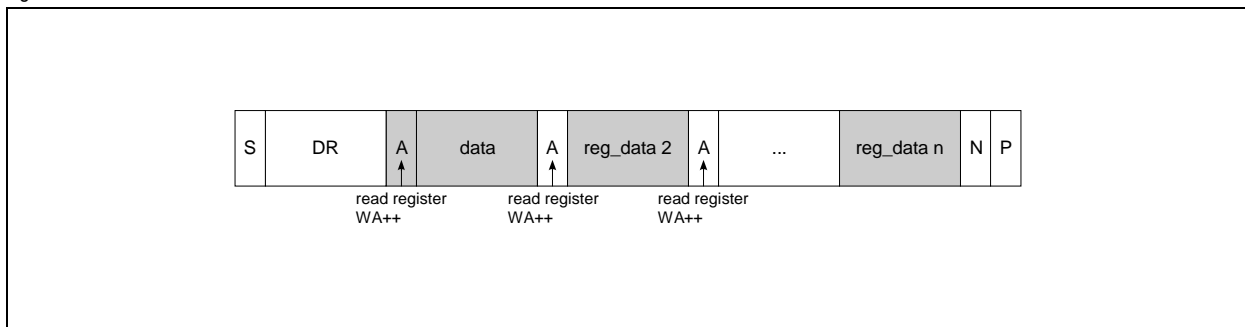 S DR A data A reg_data 2 A ... reg_data n N P
read register read register read register
WA++ WA++ WA++